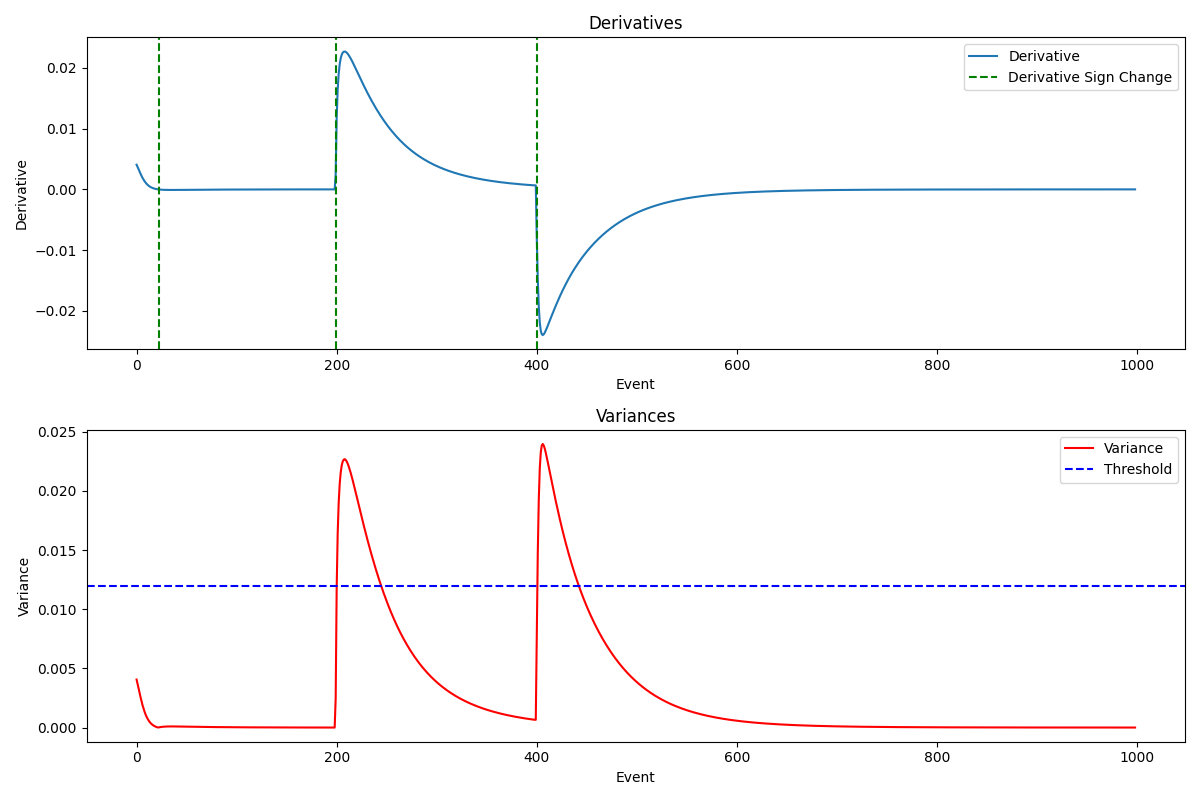 Derivatives
Derivative
Derivative Sign Change
0.02
0.01
0.00
−0.01
−0.02
Derivative
0 200 400 600 800 1000
Event
Variances
Variance
Threshold
0.025
0.020
0.015
0.010
0.005
0.000
Variance
0 200 400 600 800 1000
Event